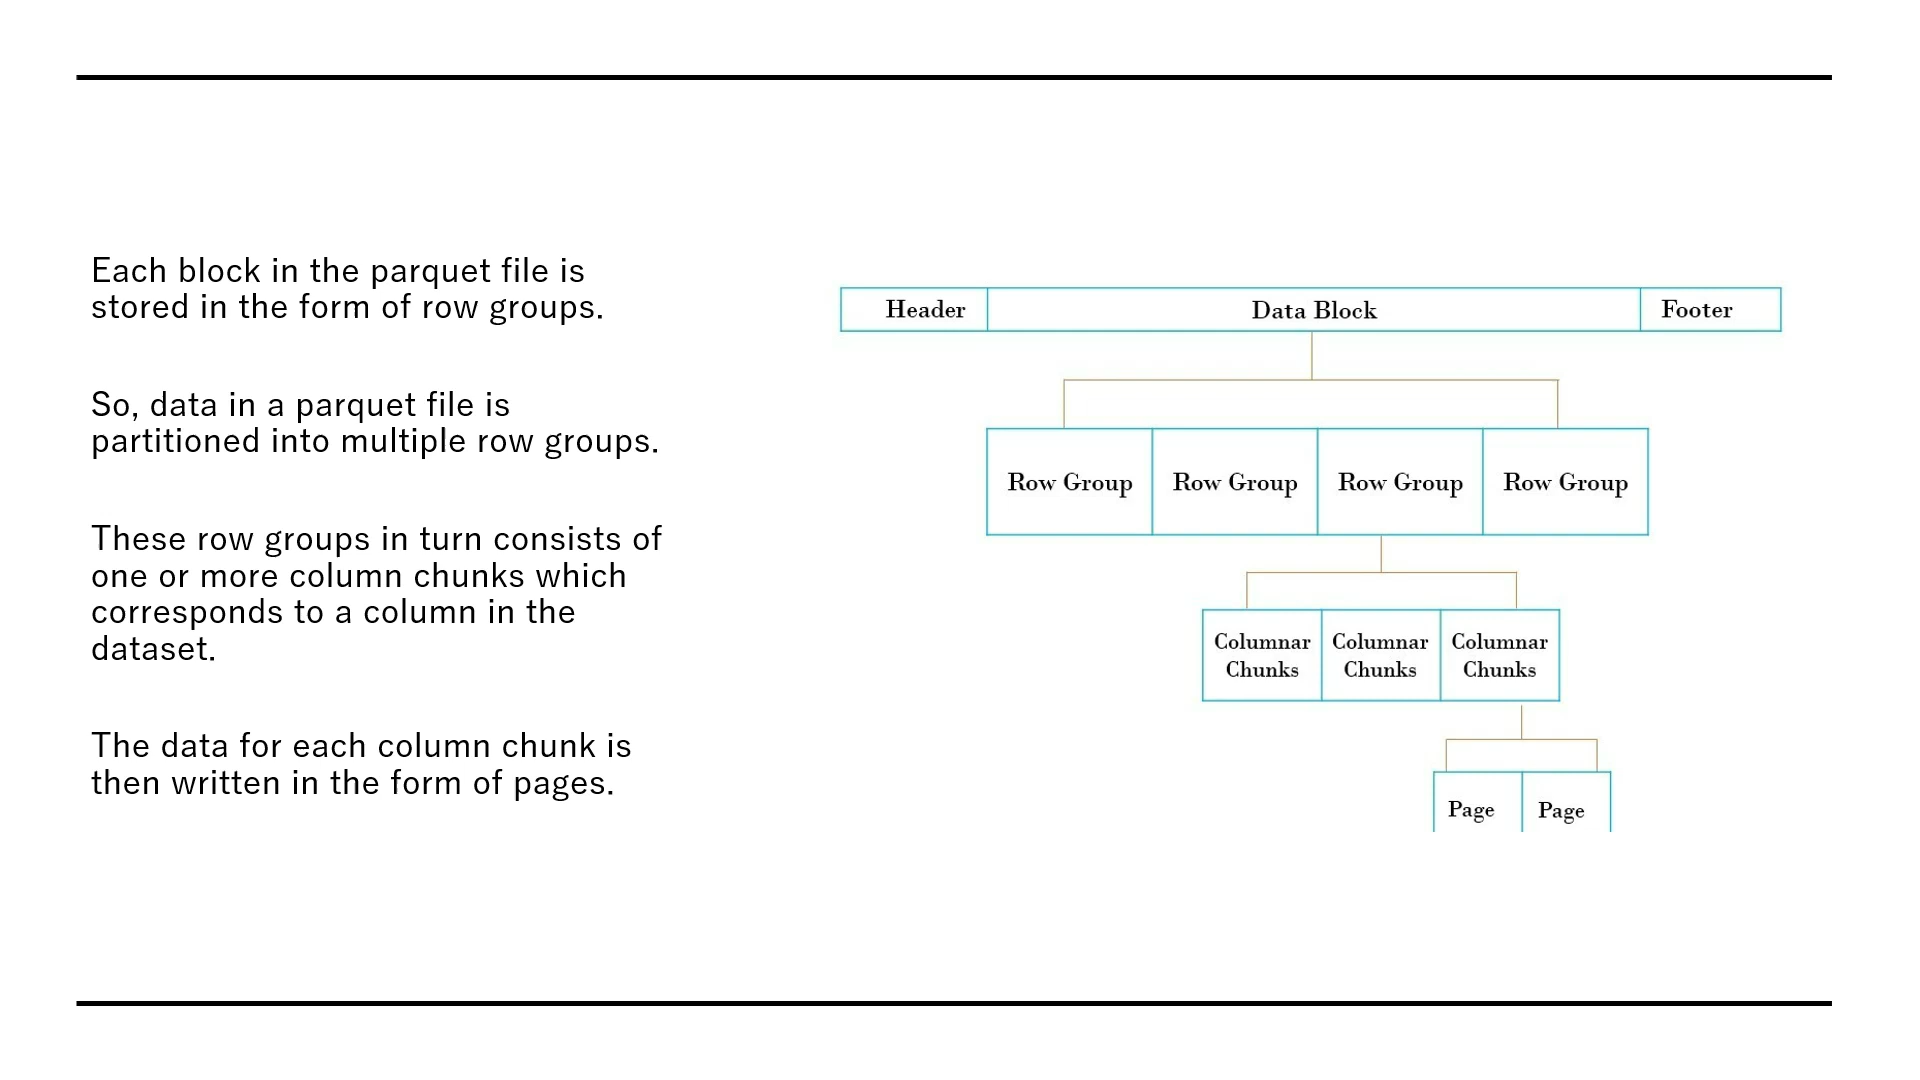 Each block in the parquet file is
stored in the form of row groups.
So, data in a parquet file is
partitioned into multiple row groups.
These row groups in turn consists of
one or more column chunks which
corresponds to a column in the
dataset.
The data for each column chunk is
then written in the form of pages.
Header Data Block Footer
Row Group Row Group Row Group Row Group
Columnar Columnar Columnar
Chunks Chunks Chunks
Page Page